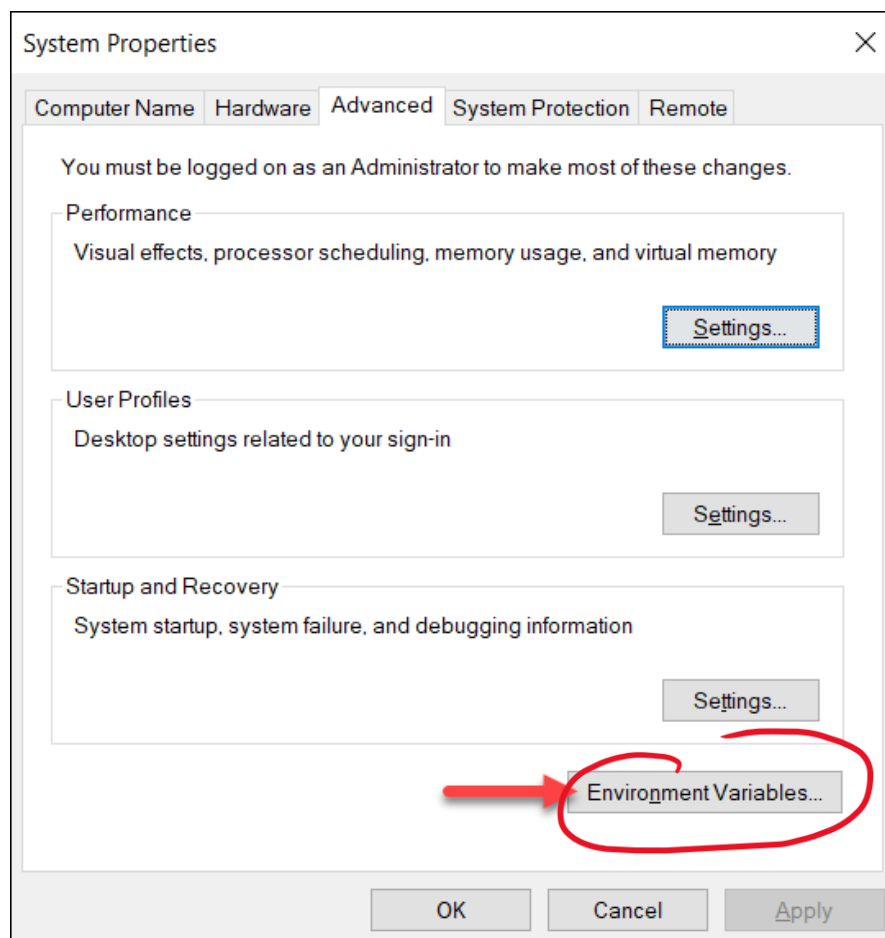 System Properties
Computer Name Hardware Advanced System Protection Remote
You must be logged on as an Administrator to make most of these changes.
Performance
Visual effects, processor scheduling, memory usage, and virtual memory
Settings...
User Profiles
Desktop settings related to your sign-in
Settings...
Startup and Recovery
System startup, system failure, and debugging information
Settings...
Environment Variables...
OK Cancel Apply